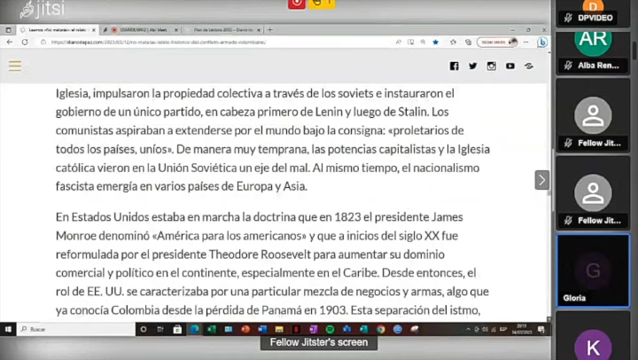 jitsi
1
Iglesia, impulsaron la propiedad colectiva a través de los soviets e instauraron el
gobierno de un único partido, en cabeza primero de Lenin y luego de Stalin. Los
comunistas aspiraban a extenderse por el mundo bajo la consigna: «proletarios de
todos los países, uníos». De manera muy temprana, las potencias capitalistas y la Iglesia
católica vieron en la Unión Soviética un eje del mal. Al mismo tiempo, el nacionalismo
fascista emergía en varios países de Europa y Asia.
En Estados Unidos estaba en marcha la doctrina que en 1823 el presidente James
Monroe denominó «América para los americanos» y que a inicios del siglo XX fue
reformulada por el presidente Theodore Roosevelt para aumentar su dominio
comercial y político en el continente, especialmente en el Caribe. Desde entonces, el
rol de EE. UU. se caracterizaba por una particular mezcla de negocios y armas, algo que
ya conocía Colombia desde la pérdida de Panamá en 1903. Esta separación del istmo,
Buscar
Fellow Jitster's screen
D
DPVIDEO
AR
Alba Ren...
Fellow Jit...
Fellow Jit...
G
Gloria
K